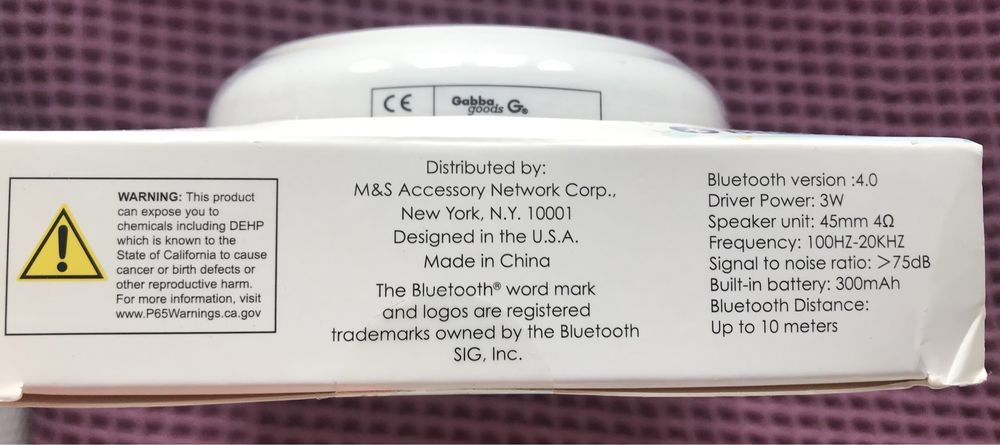 CE
Gabba goods G®
WARNING: This product
can expose you to
chemicals including DEHP
which is known to the
State of California to cause
cancer or birth defects or
other reproductive harm.
For more information, visit
www.P65Warnings.ca.gov
Distributed by:
M&S Accessory Network Corp.,
New York, N.Y. 10001
Designed in the U.S.A.
Made in China
The Bluetooth® word mark
and logos are registered
trademarks owned by the Bluetooth
SIG, Inc.
Bluetooth version :4.0
Driver Power: 3W
Speaker unit: 45mm 4Ω
Frequency: 100HZ-20KHZ
Signal to noise ratio: >75dB
Built-in battery: 300mAh
Bluetooth Distance:
Up to 10 meters